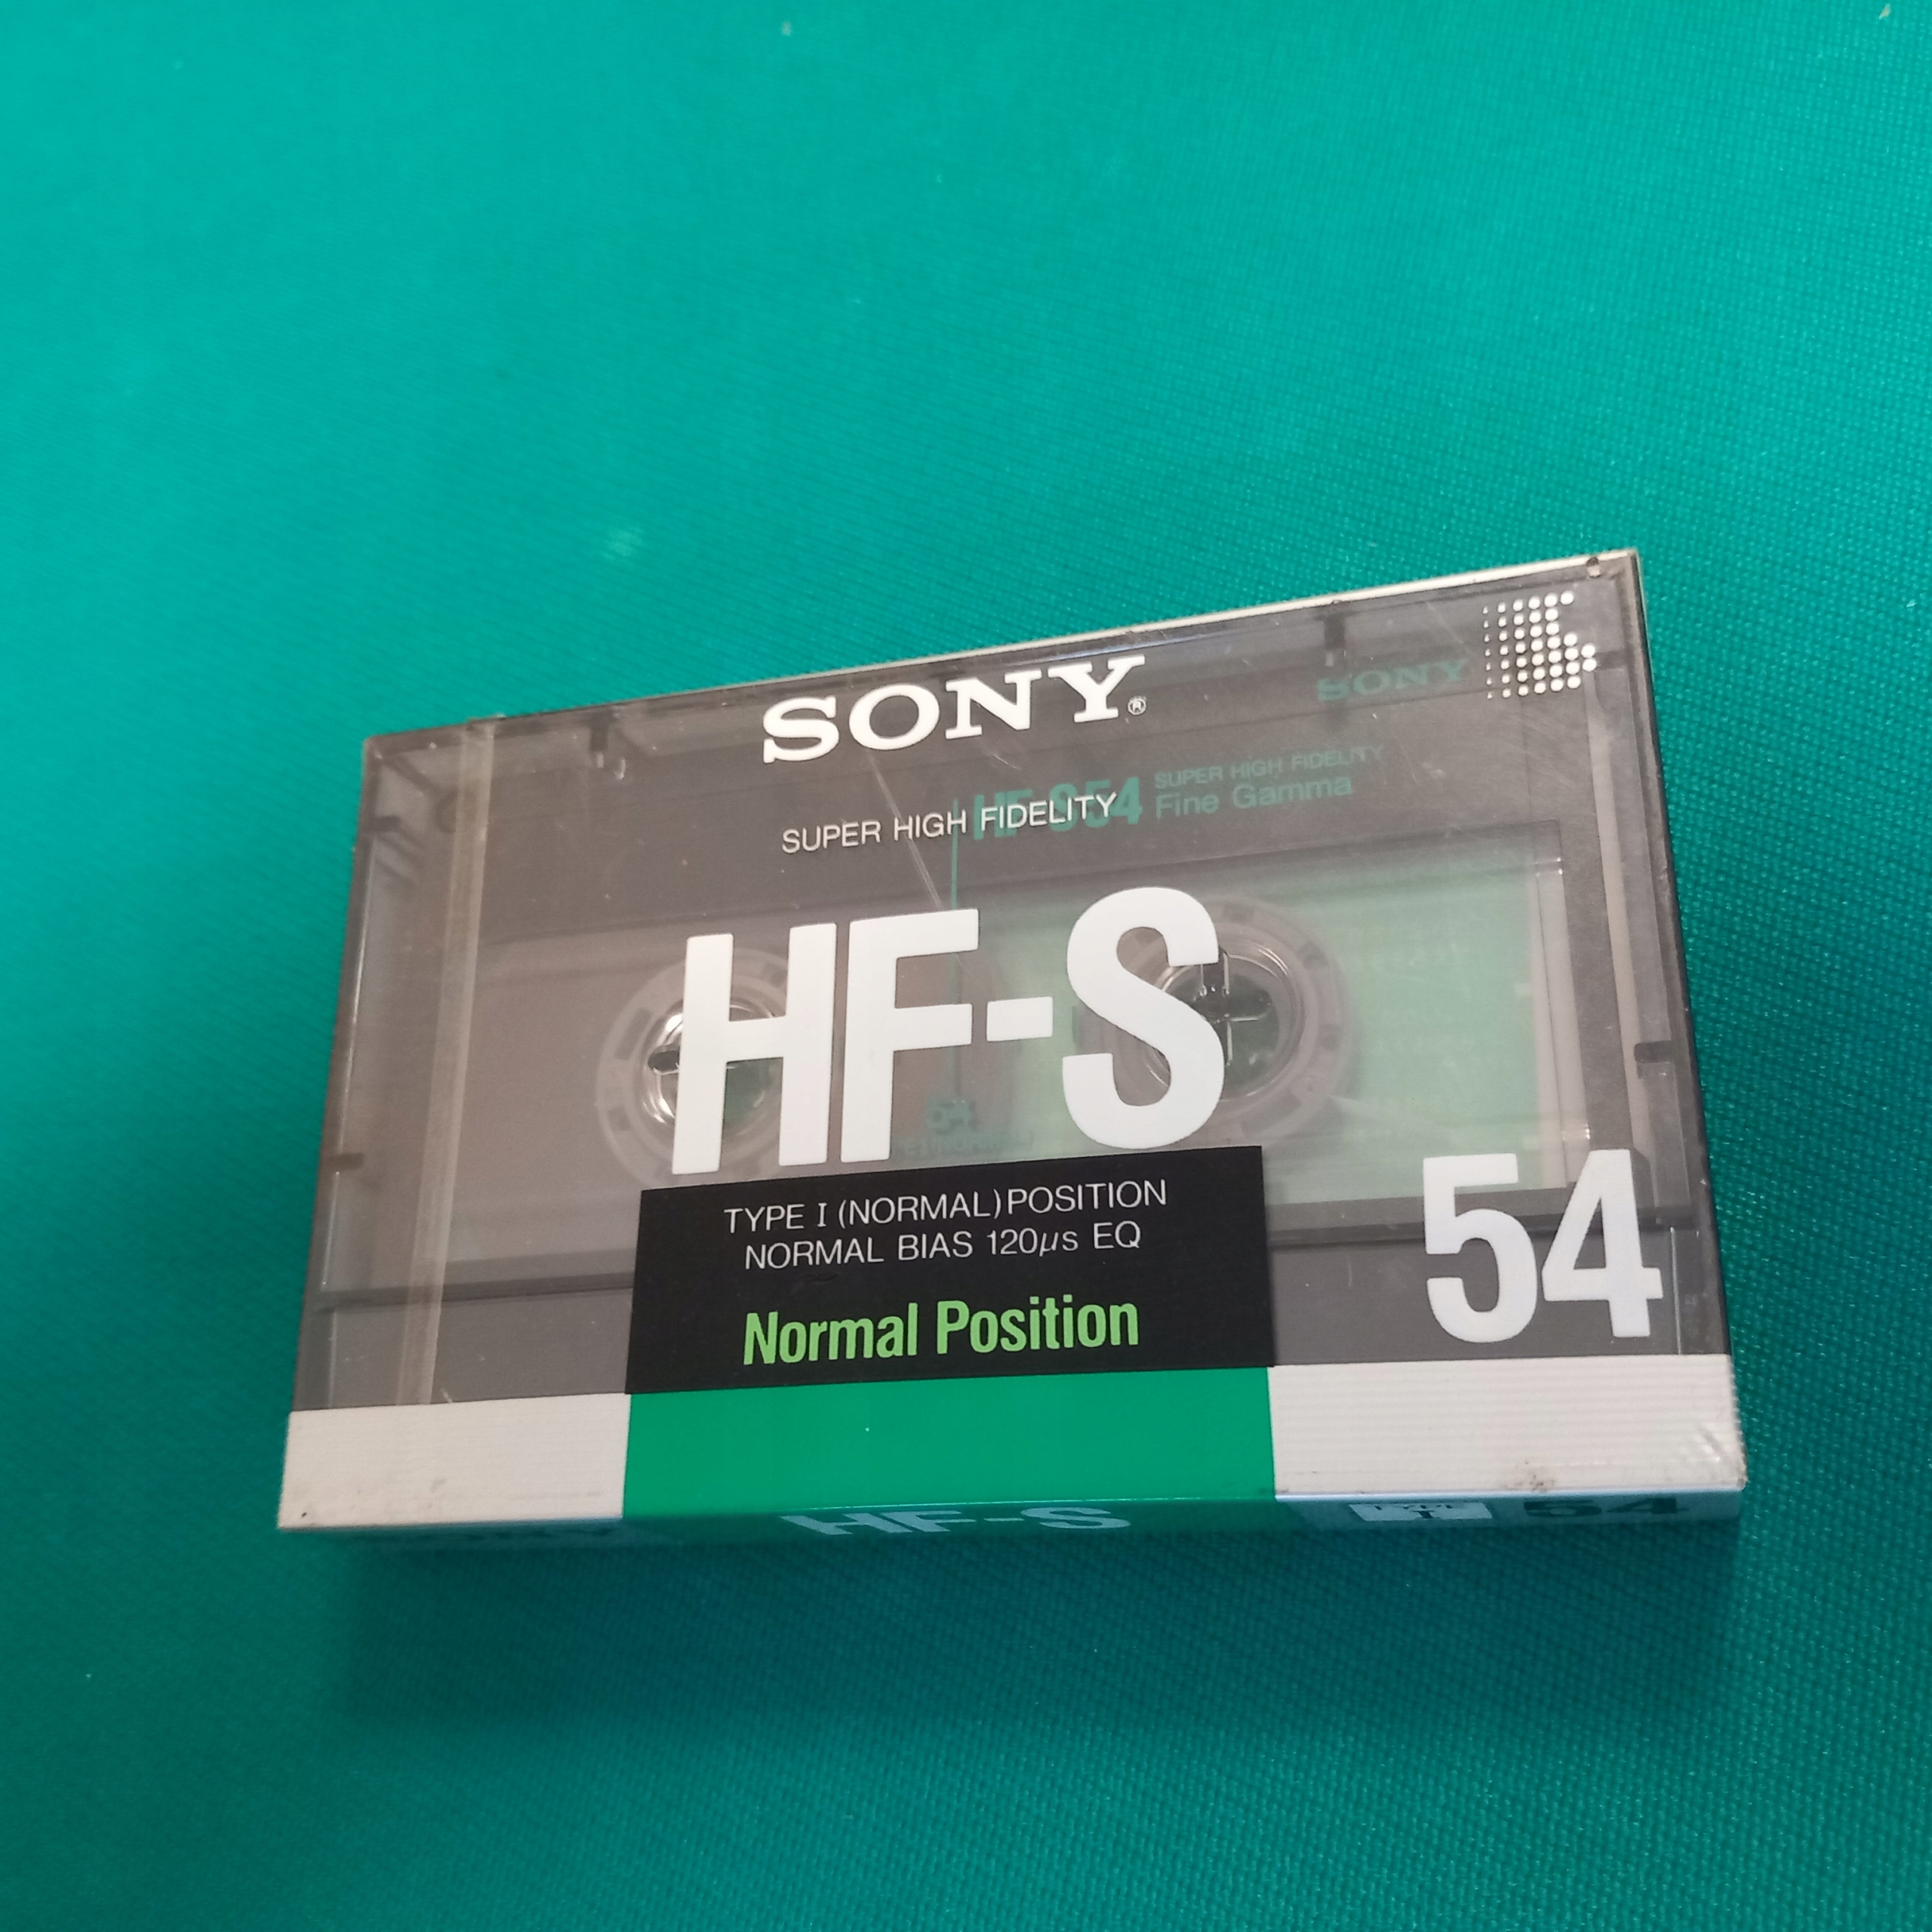 SONY®
SONY
SUPER HIGH FIDELITY
HF-S54 SUPER HIGH FIDELITY
Fine Gamma
HF-S
54
TYPE I (NORMAL) POSITION
NORMAL BIAS 120μs EQ
Normal Position
HF-S
TYPE I
54